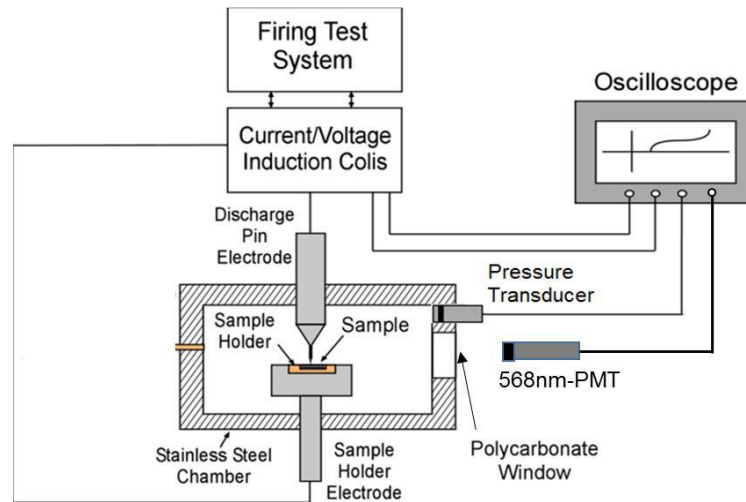 Firing Test
System
Oscilloscope
Current/Voltage
Induction Colis
Discharge
Pin
Electrode
Pressure
Transducer
Sample
Holder
Sample
568nm-PMT
Stainless Steel
Chamber
Sample
Holder
Electrode
Polycarbonate
Window